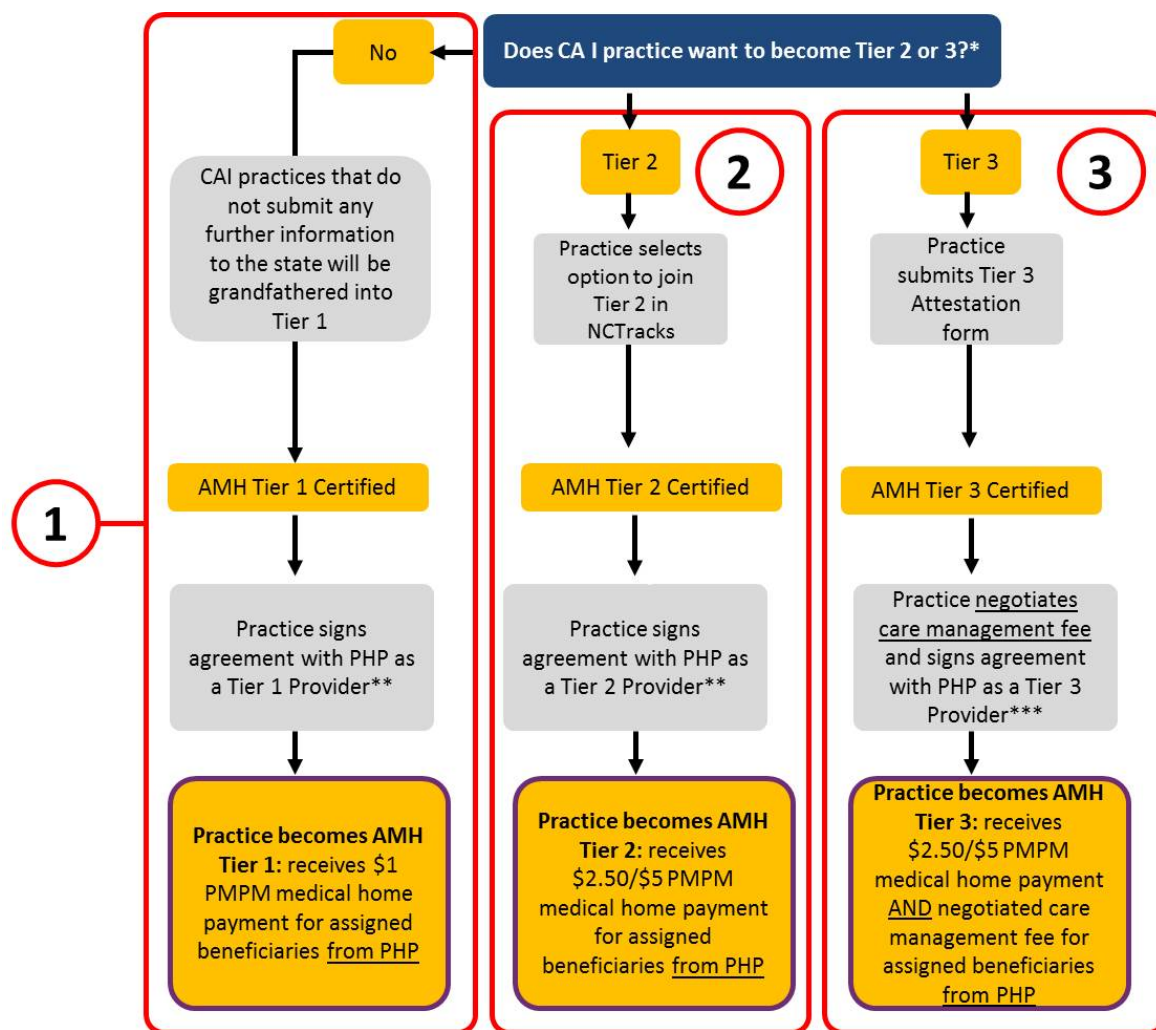 Does CA I practice want to become Tier 2 or 3?*
No
CAI practices that do
not submit any
further information
to the state will be
grandfathered into
Tier 1
AMH Tier 1 Certified
Practice signs
agreement with PHP as
a Tier 1 Provider**
Practice becomes AMH
Tier 1: receives $1
PMPM medical home
payment for assigned
beneficiaries from PHP
1
Tier 2
2
Practice selects
option to join
Tier 2 in
NCTracks
AMH Tier 2 Certified
Practice signs
agreement with PHP as
a Tier 2 Provider**
Practice becomes AMH
Tier 2: receives
$2.50/$5 PMPM
medical home payment
for assigned
beneficiaries from PHP
Tier 3
3
Practice
submits Tier 3
Attestation
form
AMH Tier 3 Certified
Practice negotiates
care management fee
and signs agreement
with PHP as a Tier 3
Provider***
Practice becomes AMH
Tier 3: receives
$2.50/$5 PMPM
medical home payment
AND negotiated care
management fee for
assigned beneficiaries
from PHP